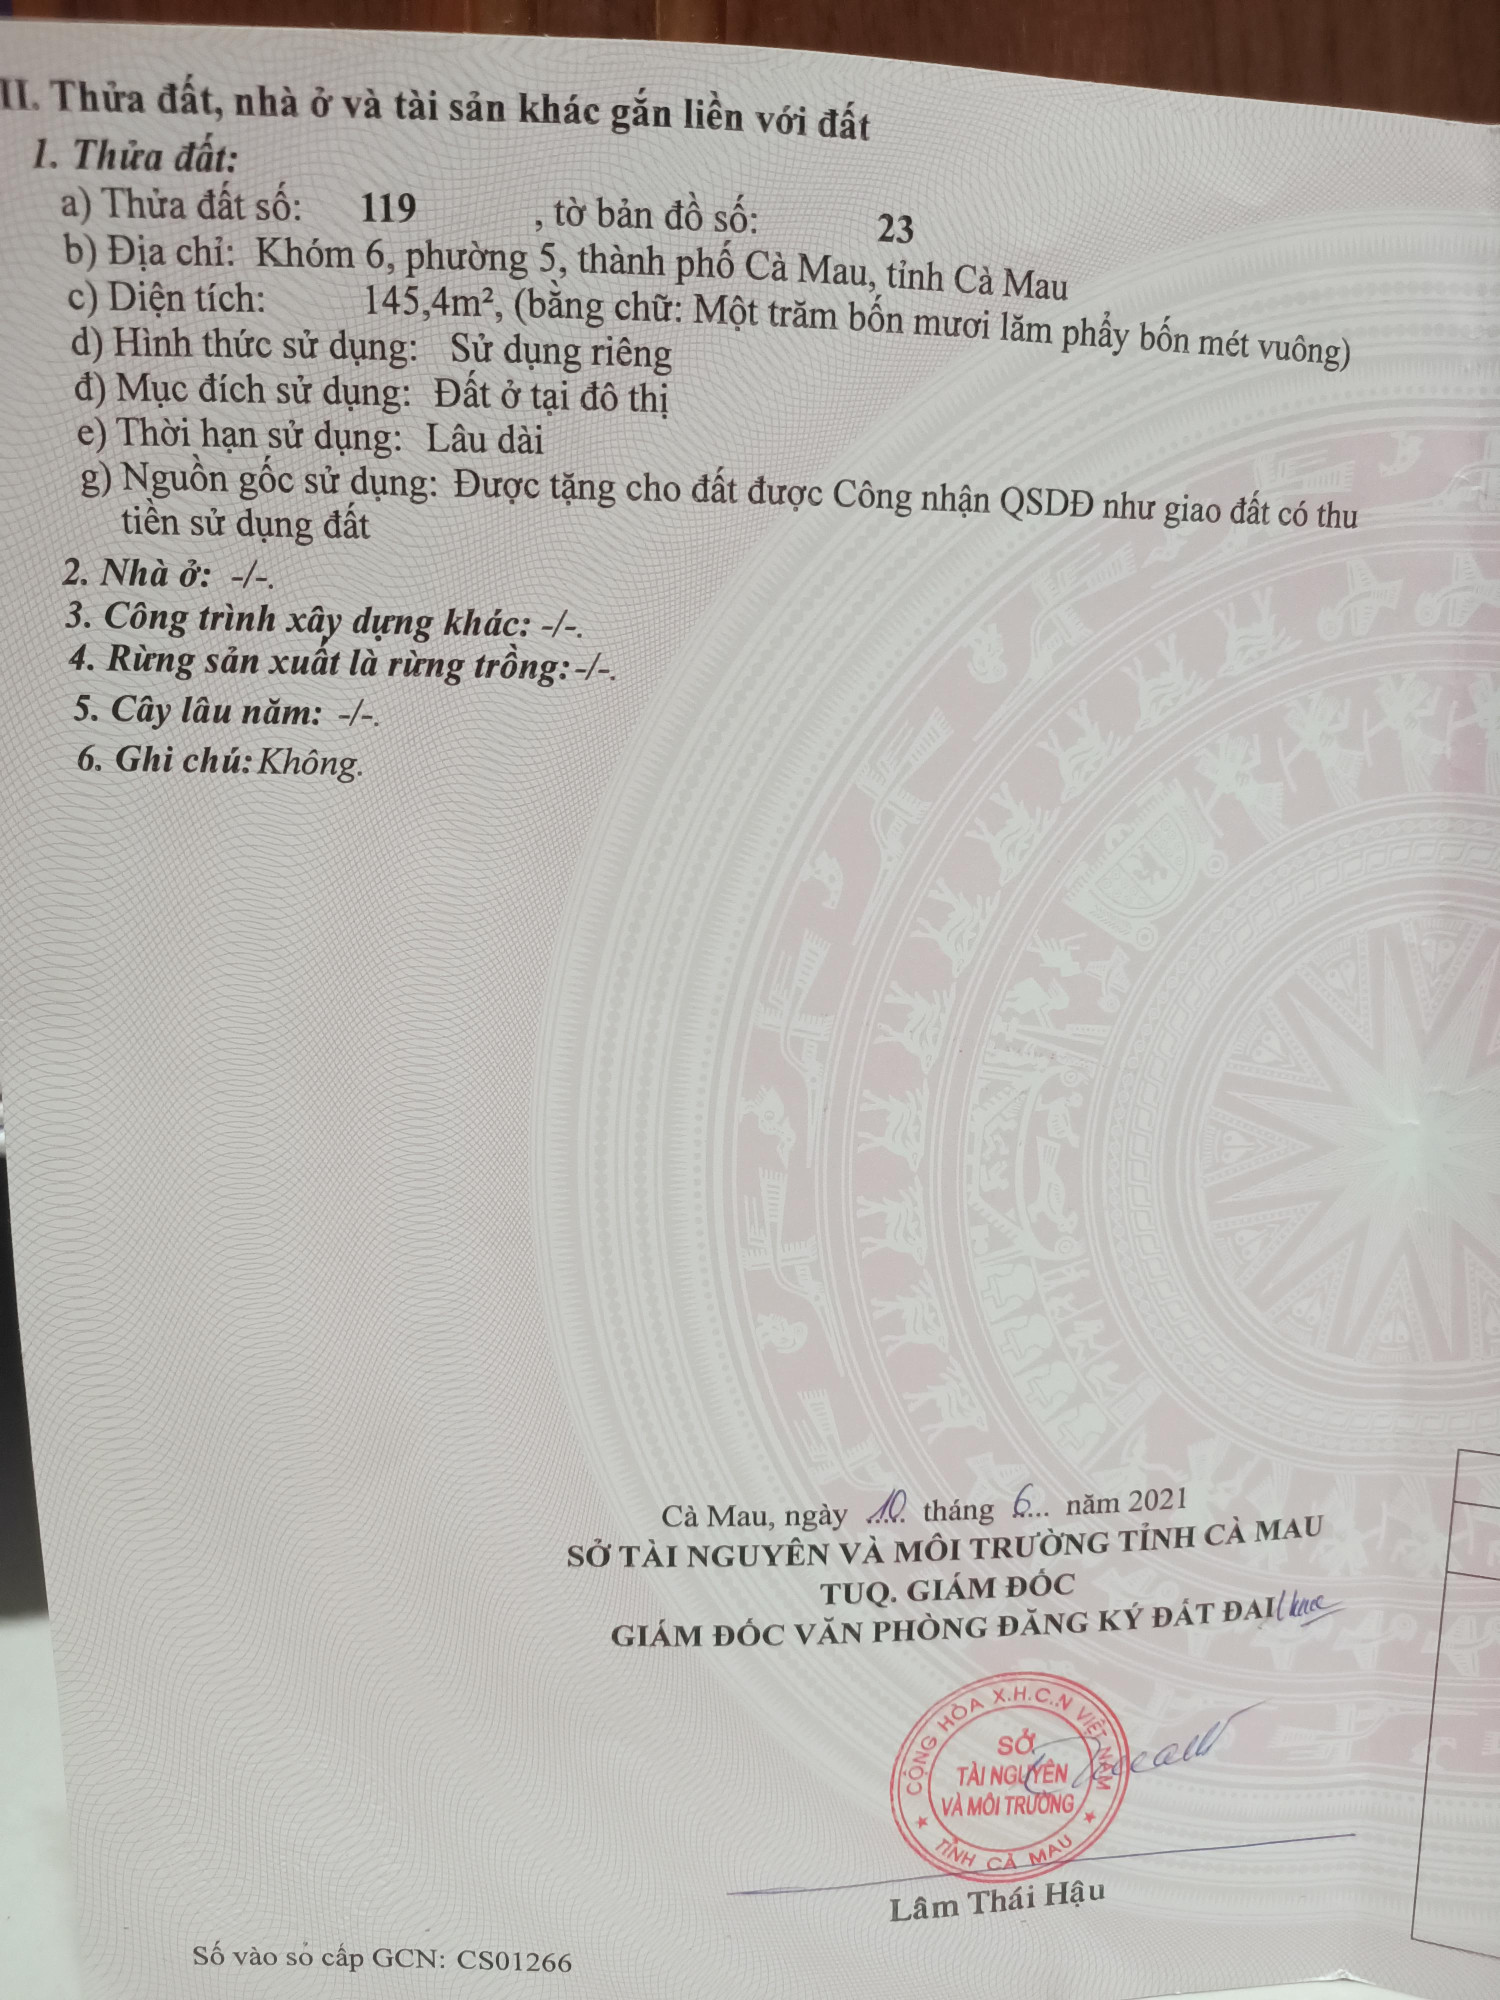 II. Thửa đất, nhà ở và tài sản khác gắn liền với đất
1. Thửa đất:
a) Thửa đất số: 119 , tờ bản đồ số: 23
b) Địa chỉ: Khóm 6, phường 5, thành phố Cà Mau, tỉnh Cà Mau
c) Diện tích: 145,4m², (bằng chữ: Một trăm bốn mươi lăm phẩy bốn mét vuông)
d) Hình thức sử dụng: Sử dụng riêng
đ) Mục đích sử dụng: Đất ở tại đô thị
e) Thời hạn sử dụng: Lâu dài
g) Nguồn gốc sử dụng: Được tặng cho đất được Công nhận QSDĐ như giao đất có thu
tiền sử dụng đất
2. Nhà ở: -/-.
3. Công trình xây dựng khác: -/-.
4. Rừng sản xuất là rừng trồng: -/-.
5. Cây lâu năm: -/-.
6. Ghi chú: Không.
Cà Mau, ngày 10 tháng 6 năm 2021
SỞ TÀI NGUYÊN VÀ MÔI TRƯỜNG TỈNH CÀ MAU
TUQ. GIÁM ĐỐC
GIÁM ĐỐC VĂN PHÒNG ĐĂNG KÝ ĐẤT ĐAI
CỘNG HÒA X.H.C.N VIỆT NAM
SỞ
TÀI NGUYÊN
VÀ MÔI TRƯỜNG
TỈNH CÀ MAU
Lâm Thái Hậu
Số vào sổ cấp GCN: CS01266